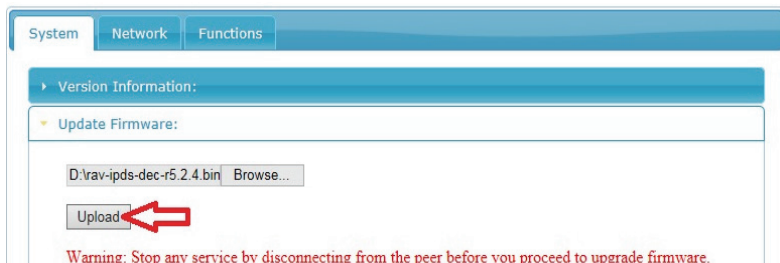 System Network Functions
Version Information:
Update Firmware:
D:\rav-ipds-dec-r5.2.4.bin Browse...
Upload
Warning: Stop any service by disconnecting from the peer before you proceed to upgrade firmware.